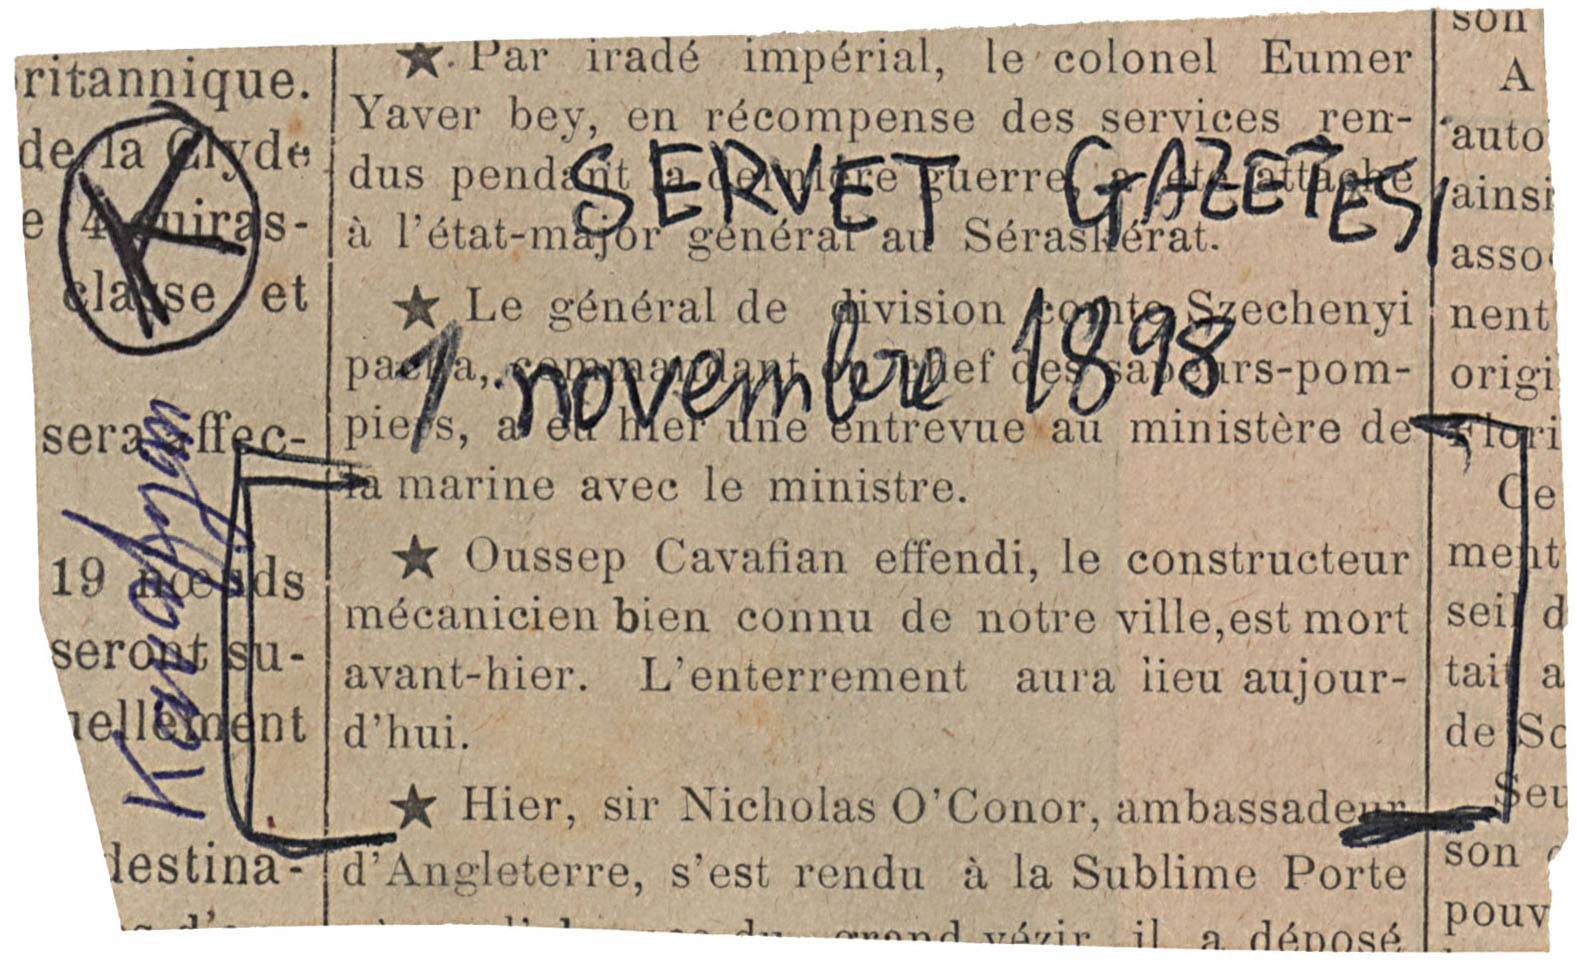 ritannique.
de la Clyde
e 4 cuiras-
classe et
sera affec-
19 nœuds
seront su-
uellement
destina-
K
★ Par iradé impérial, le colonel Eumer
Yaver bey, en récompense des services ren-
dus pendant la dernière guerre, a été attaché
à l'état-major général au Séraskérat.
★ Le général de division comte Szechenyi
pacha, commandant en chef des sapeurs-pom-
piers, a eu hier une entrevue au ministère de
la marine avec le ministre.
★ Oussep Cavafian effendi, le constructeur
mécanicien bien connu de notre ville, est mort
avant-hier. L'enterrement aura lieu aujour-
d'hui.
★ Hier, sir Nicholas O'Conor, ambassadeur
d'Angleterre, s'est rendu à la Sublime Porte
du grand vézir il a déposé
SERVET GAZETESI
1 novembre 1898
son
A
auto
ainsi
asso
nent
origi
Flori
Ce
ment
seil d
tait a
de Sc
Seu
son
pouv